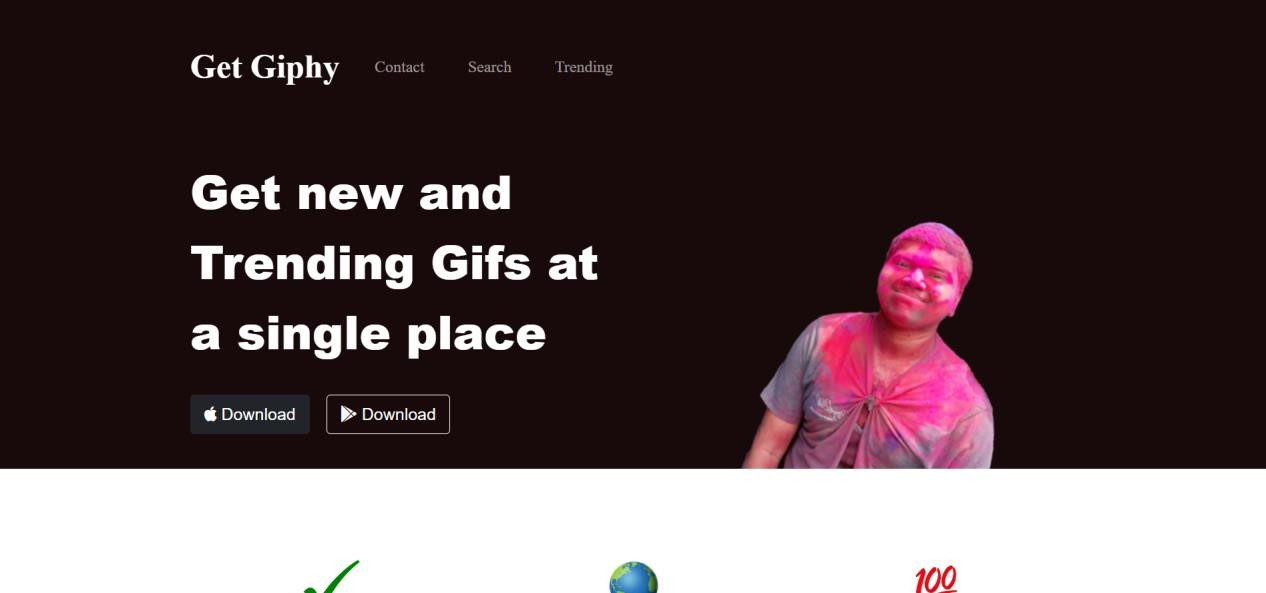 Get Giphy Contact Search Trending
Get new and
Trending Gifs at
a single place
Download Download
100